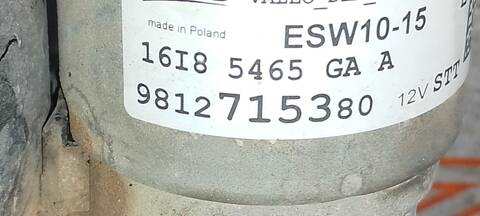 made in Poland
ESW10-15
16I8 5465 GA A
9812715380 12V STT